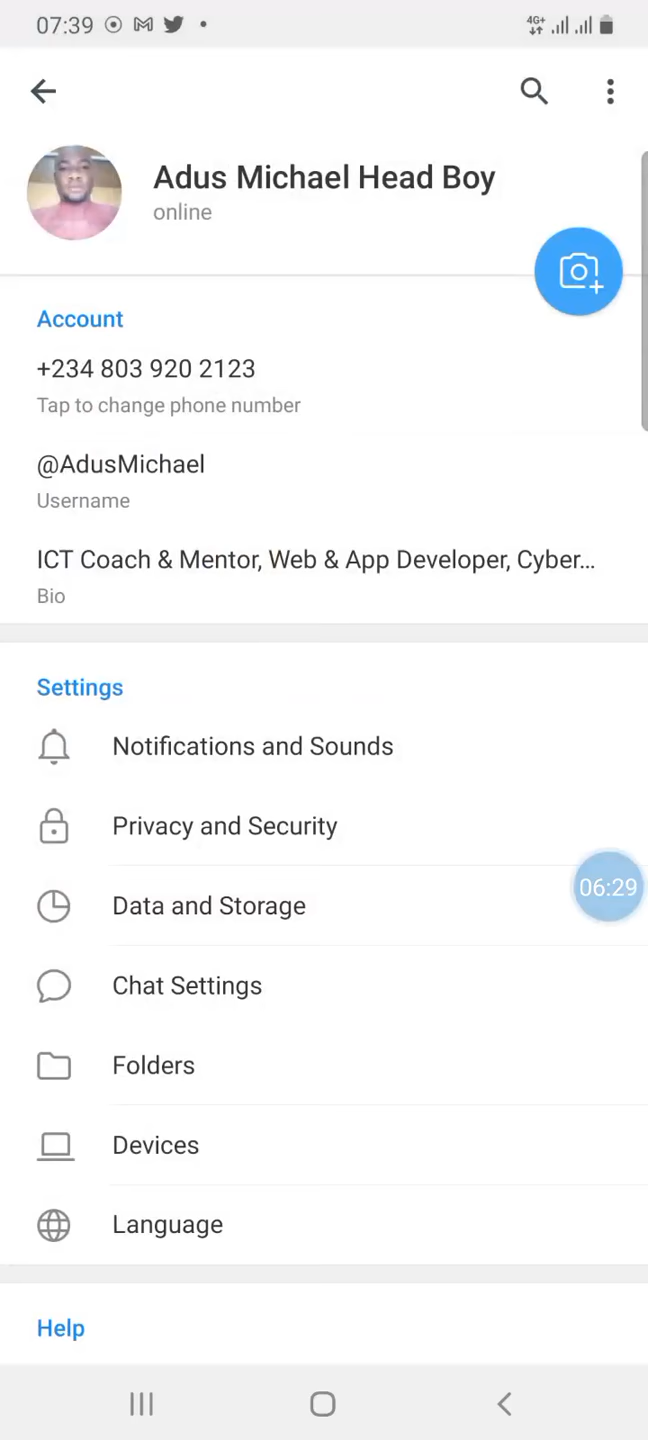 07:39
4G+
Adus Michael Head Boy
online
Account
+234 803 920 2123
Tap to change phone number
@AdusMichael
Username
ICT Coach & Mentor, Web & App Developer, Cyber...
Bio
Settings
Notifications and Sounds
Privacy and Security
06:29
Data and Storage
Chat Settings
Folders
Devices
Language
Help